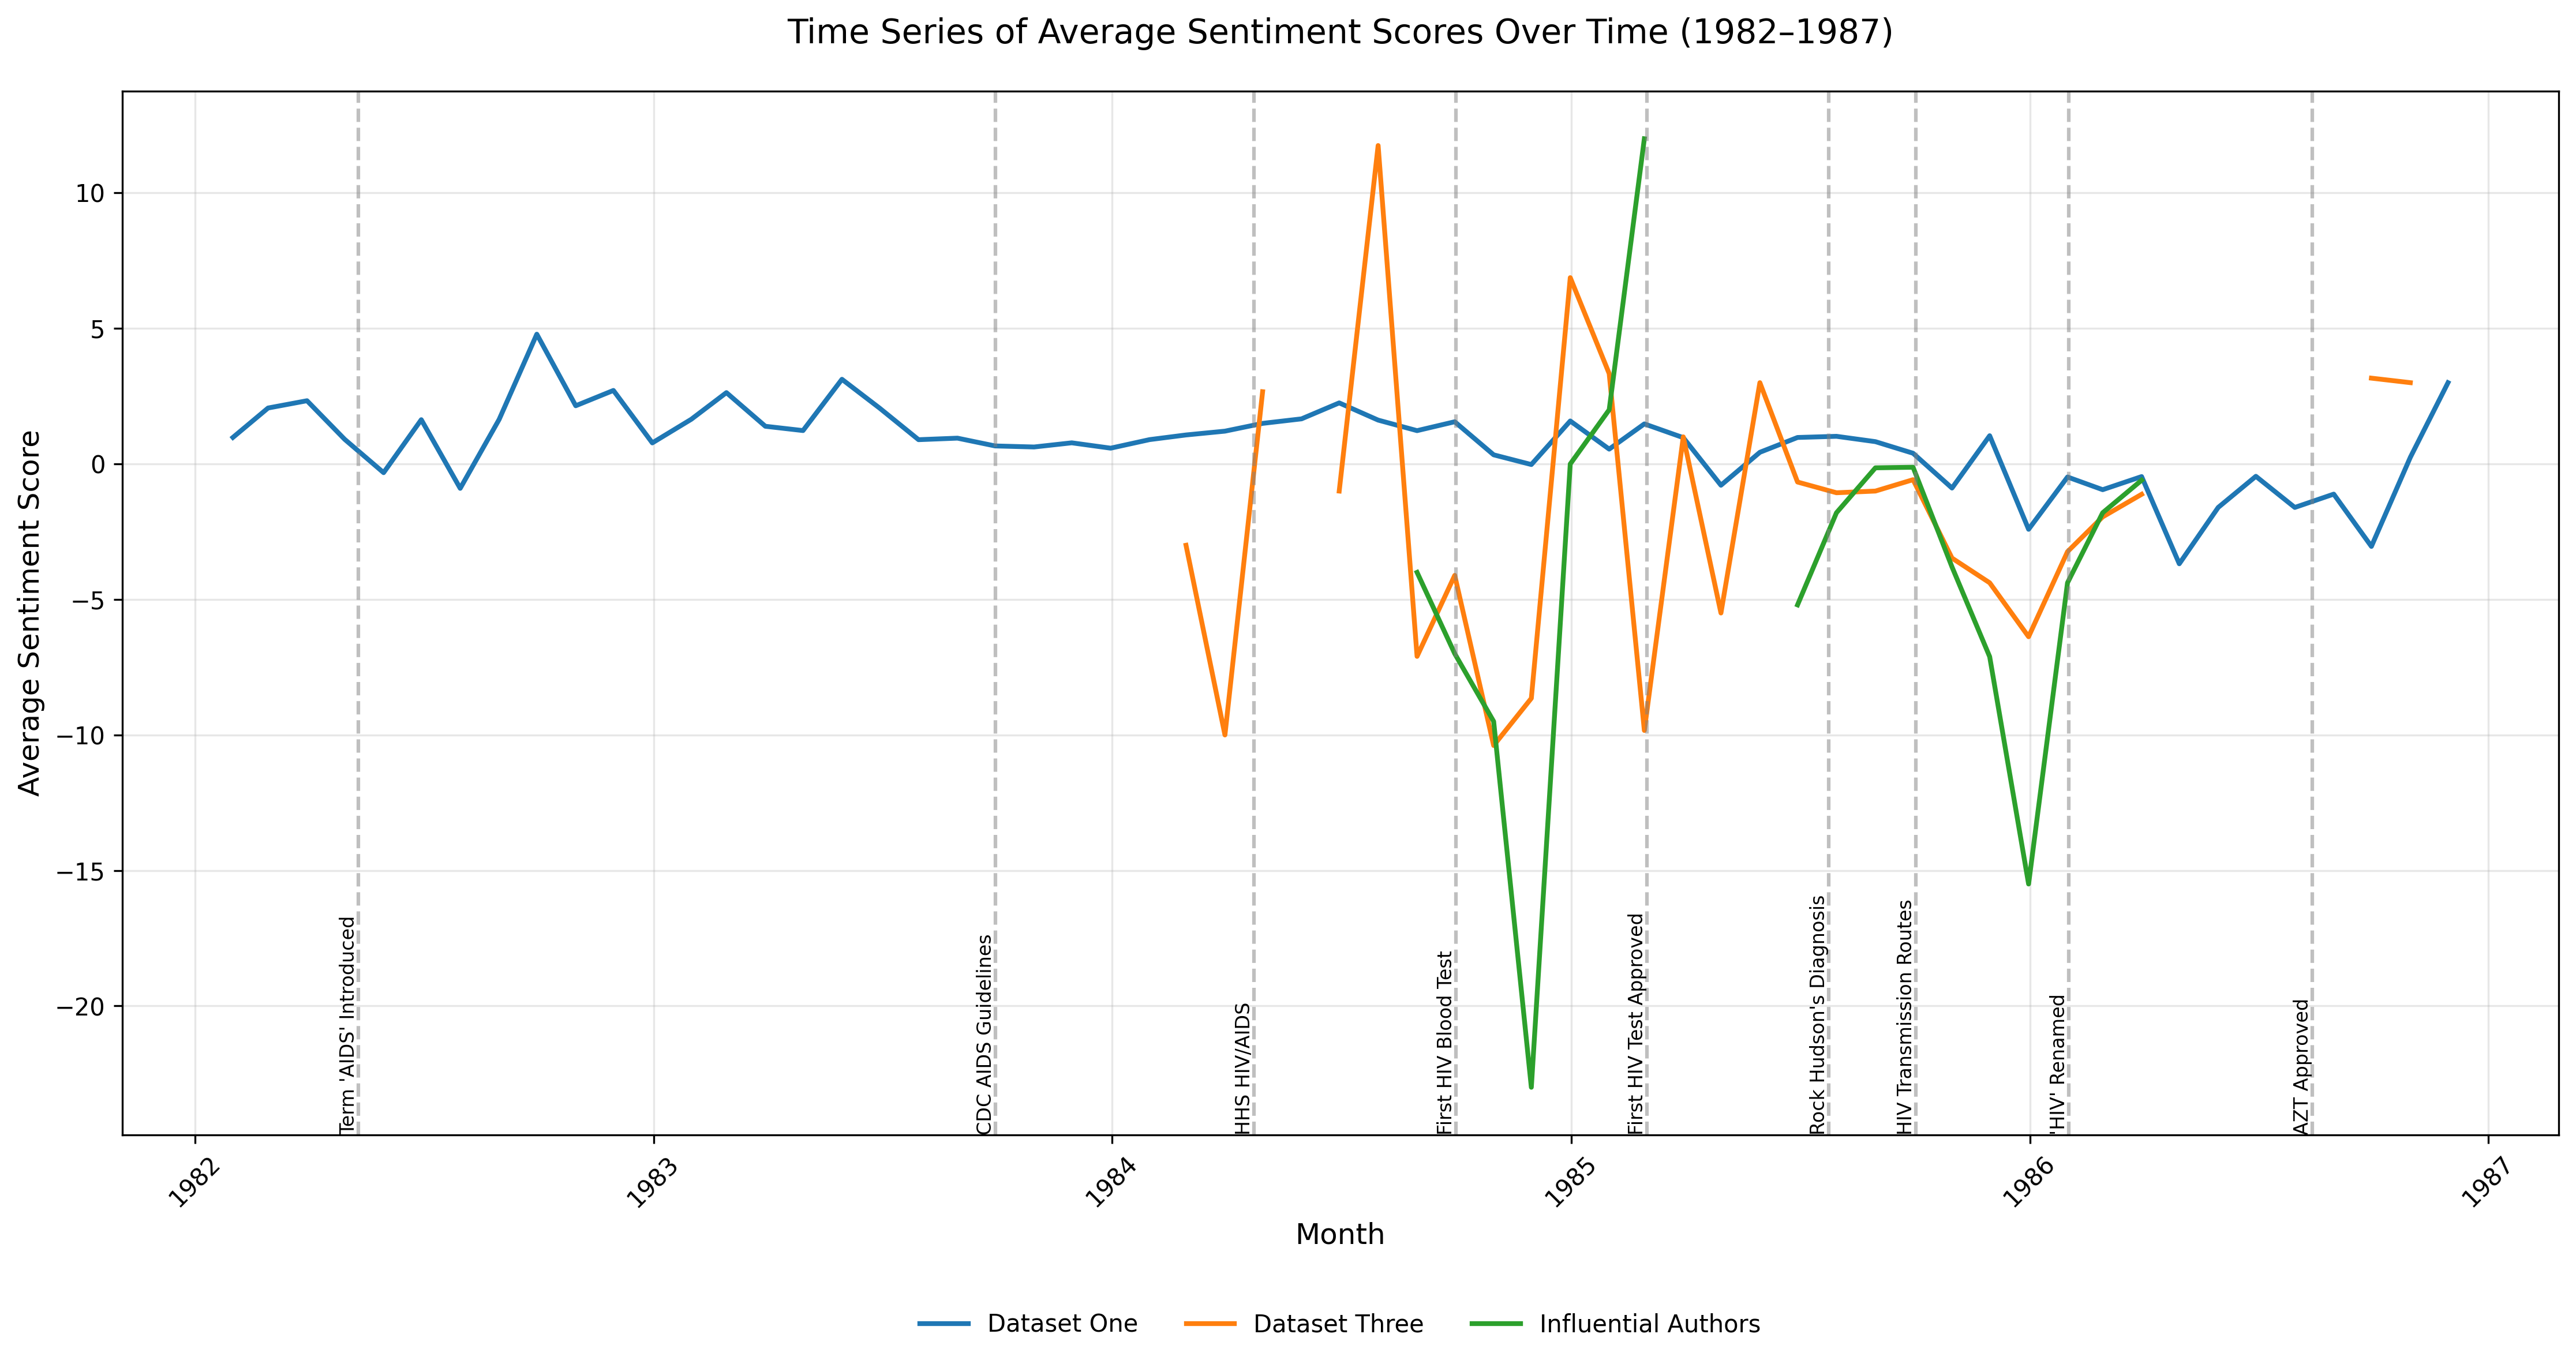 Time Series of Average Sentiment Scores Over Time (1982–1987)
Average Sentiment Score
10
5
0
−5
−10
−15
−20
Term 'AIDS' Introduced
CDC AIDS Guidelines
HHS HIV/AIDS
First HIV Blood Test
First HIV Test Approved
Rock Hudson's Diagnosis
HIV Transmission Routes
'HIV' Renamed
AZT Approved
1982
1983
1984
1985
1986
1987
Month
Dataset One
Dataset Three
Influential Authors